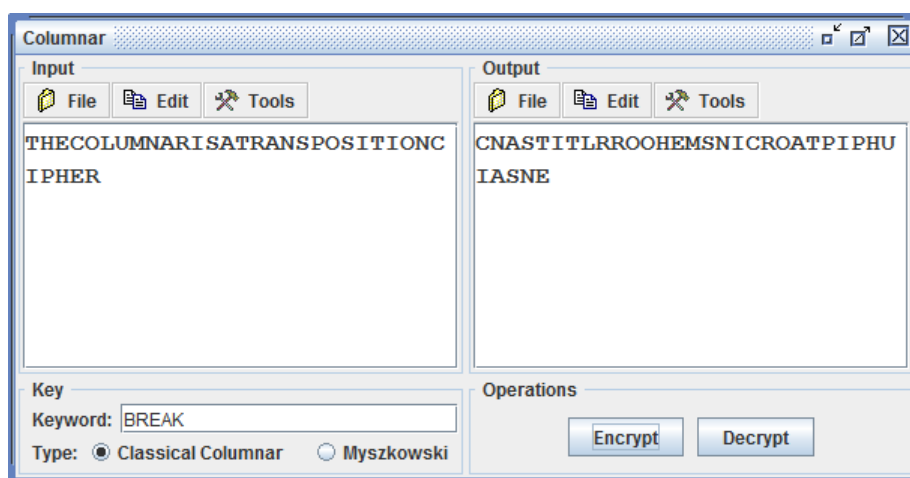 Columnar
Input
File Edit Tools
THECOLUMNARISATRANSPOSITIONC
IPHER
Output
File Edit Tools
CNASTITLRROOHEMSNICROATPIPHU
IASNE
Key
Keyword: BREAK
Type: Classical Columnar Myszkowski
Operations
Encrypt Decrypt